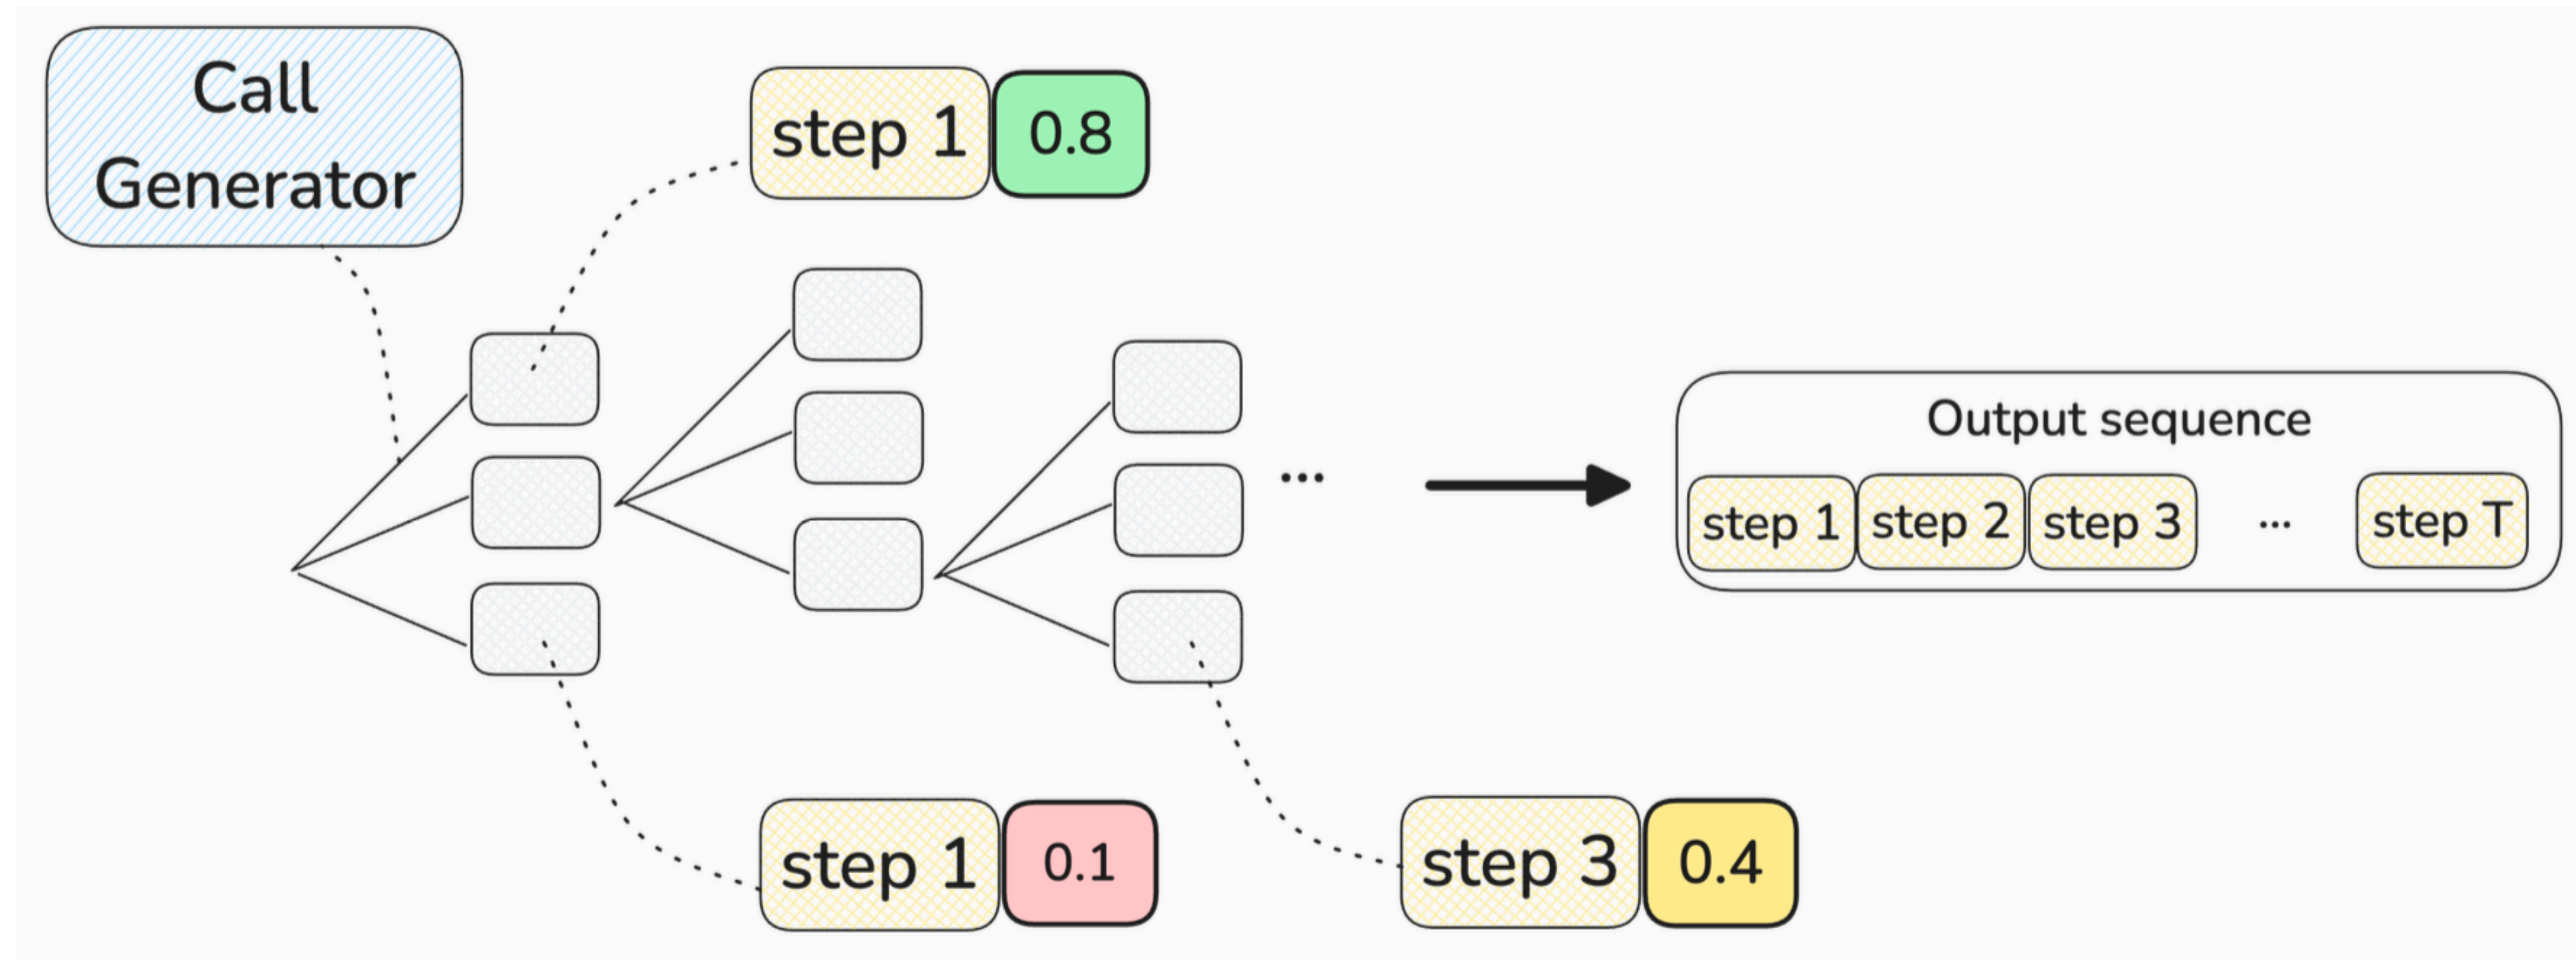 Call
Generator
step 1 0.8
...
Output sequence
step 1 step 2 step 3 ... step T
step 1 0.1
step 3 0.4